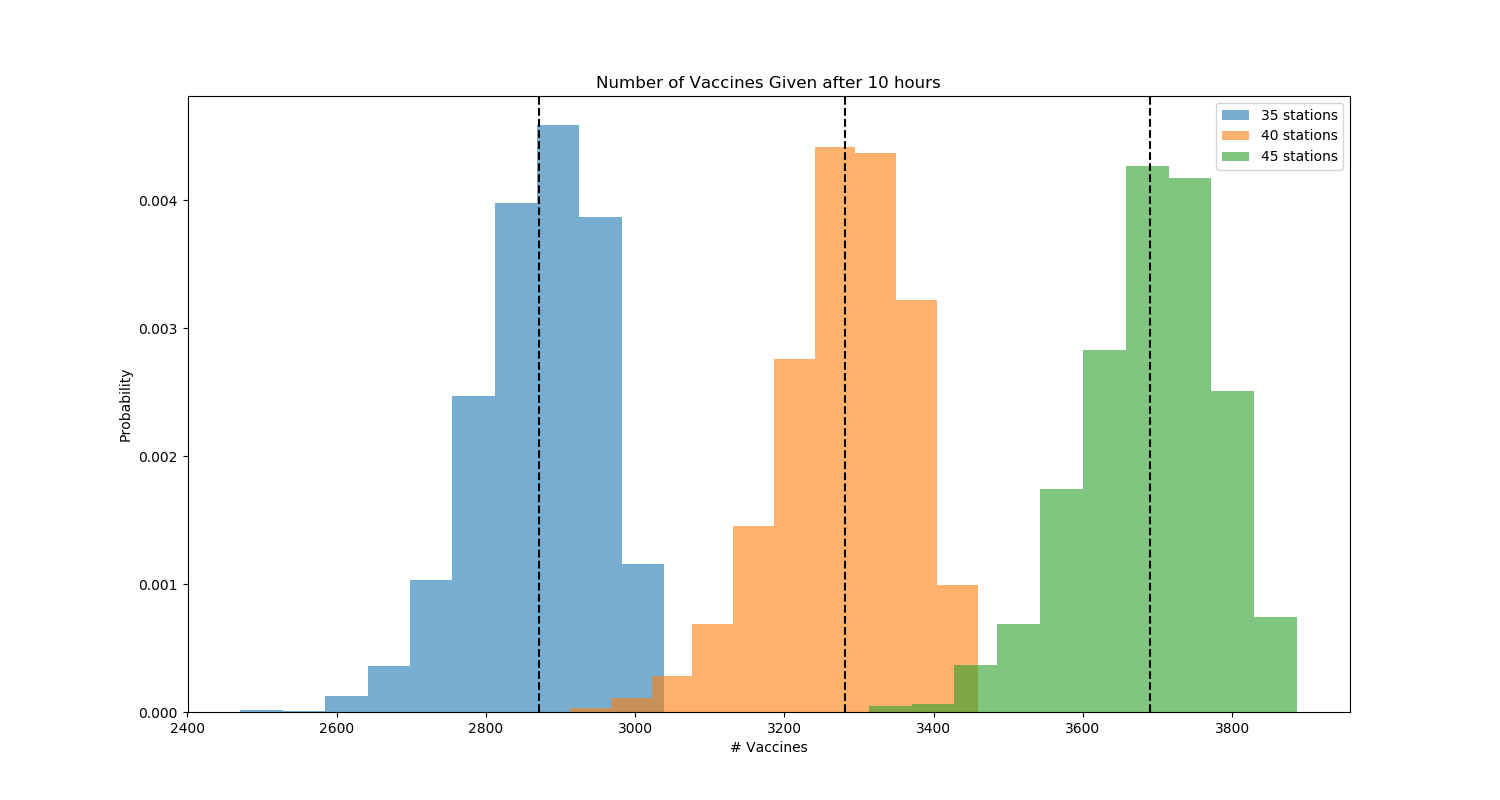 Number of Vaccines Given after 10 hours
35 stations
40 stations
45 stations
Probability
0.004
0.003
0.002
0.001
0.000
2400 2600 2800 3000 3200 3400 3600 3800
# Vaccines